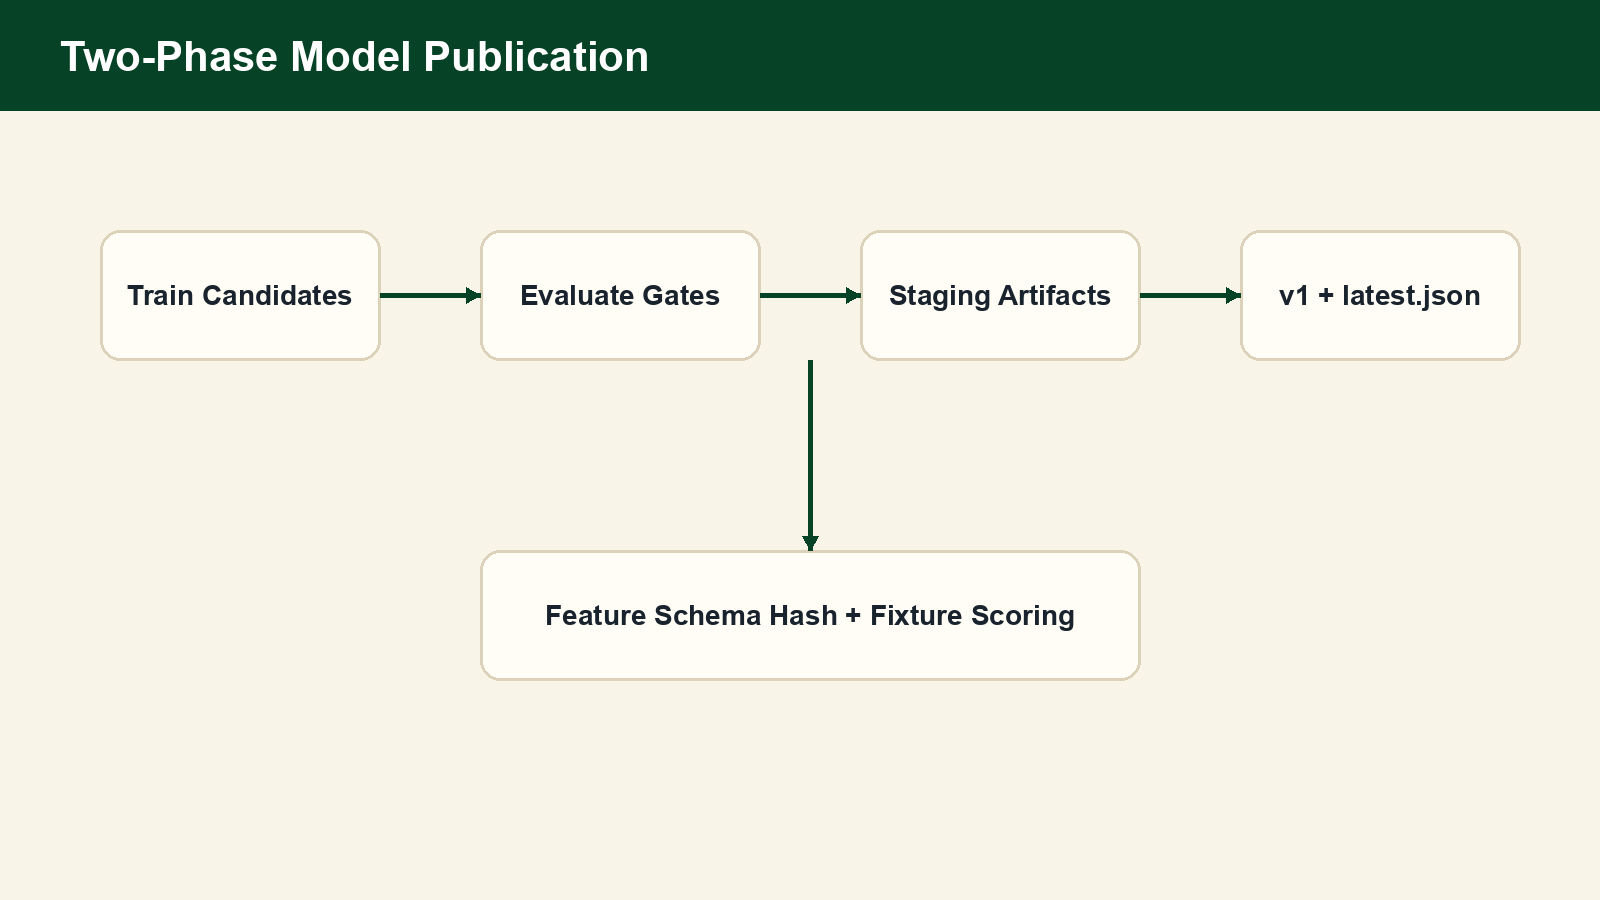 Two-Phase Model Publication
Train Candidates
Evaluate Gates
Staging Artifacts
v1 + latest.json
Feature Schema Hash + Fixture Scoring